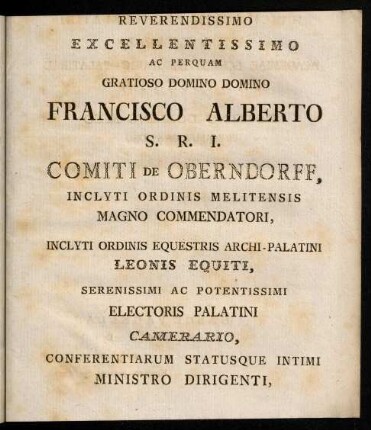 REVERENDISSIMO
EXCELLENTISSIMO
AC PERQUAM
GRATIOSO DOMINO DOMINO
FRANCISCO ALBERTO
S. R. I.
COMITI DE OBERNDORFF,
INCLYTI ORDINIS MELITENSIS
MAGNO COMMENDATORI,
INCLYTI ORDINIS EQUESTRIS ARCHI-PALATINI
LEONIS EQUITI,
SERENISSIMI AC POTENTISSIMI
ELECTORIS PALATINI
CAMERARIO,
CONFERENTIARUM STATUSQUE INTIMI
MINISTRO DIRIGENTI,